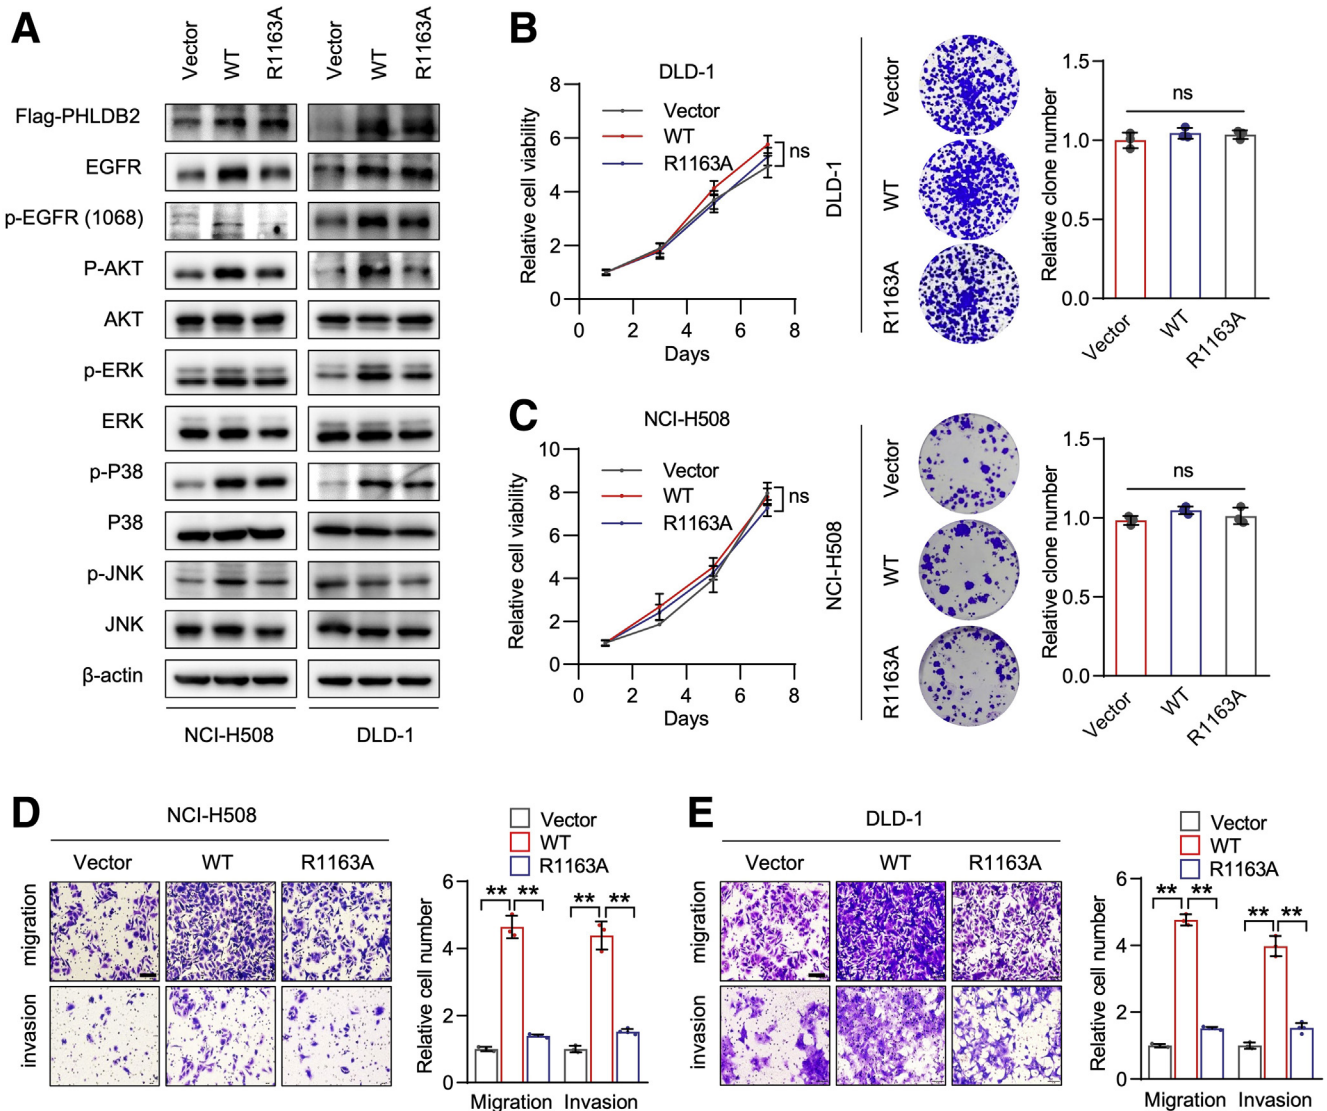 A
Vector
WT
R1163A
Vector
WT
R1163A
Flag-PHLDB2
EGFR
p-EGFR (1068)
P-AKT
AKT
p-ERK
ERK
p-P38
P38
p-JNK
JNK
β-actin
NCI-H508
DLD-1
B
DLD-1
Relative cell viability
8
6
4
2
0
Vector
WT
R1163A
ns
0 2 4 6 8
Days
DLD-1
Vector
WT
R1163A
Relative clone number
1.5
1.0
0.5
0.0
ns
Vector
WT
R1163A
C
NCI-H508
Relative cell viability
10
8
6
4
2
0
Vector
WT
R1163A
ns
0 2 4 6 8
Days
NCI-H508
Vector
WT
R1163A
Relative clone number
1.5
1.0
0.5
0.0
ns
Vector
WT
R1163A
D
NCI-H508
Vector WT R1163A
migration
invasion
Vector
WT
R1163A
Relative cell number
6
4
2
0
** ** ** **
Migration Invasion
E
DLD-1
Vector WT R1163A
migration
invasion
Vector
WT
R1163A
Relative cell number
6
4
2
0
** ** ** **
Migration Invasion